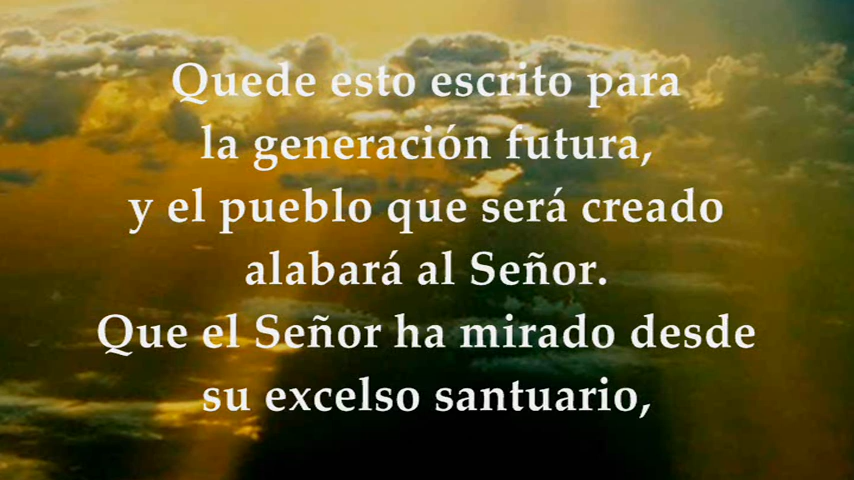 Quede esto escrito para
la generación futura,
y el pueblo que será creado
alabará al Señor.
Que el Señor ha mirado desde
su excelso santuario,